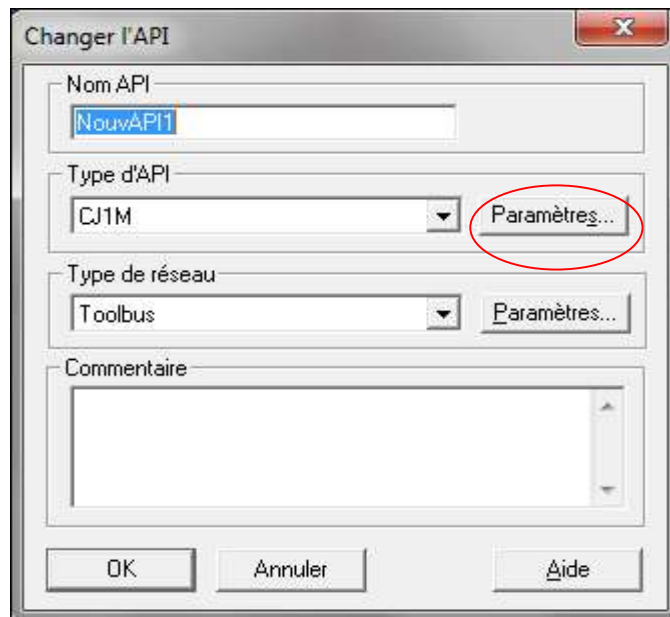 Changer l'API
Nom API
NouvAPI1
Type d'API
CJ1M
Paramètres...
Type de réseau
Toolbus
Paramètres...
Commentaire
OK
Annuler
Aide